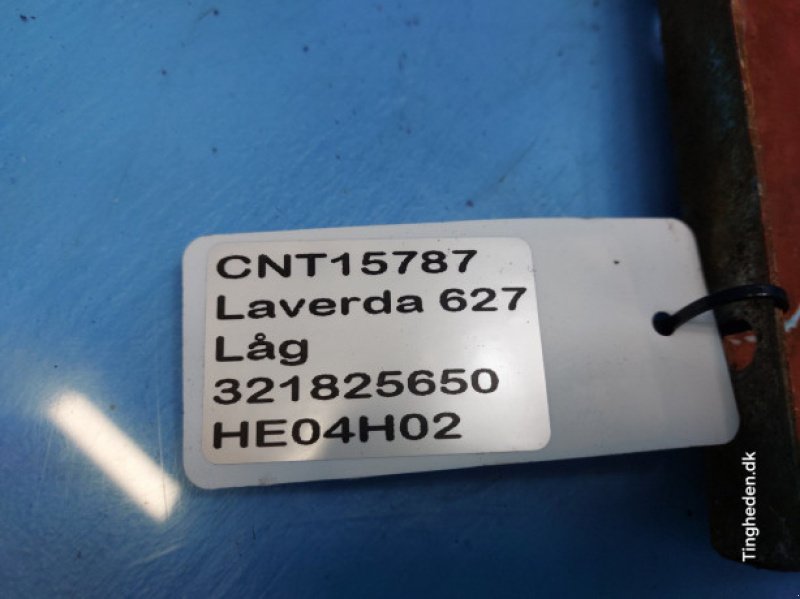 CNT15787
Laverda 627
Låg
321825650
HE04H02
Tingheden.dk